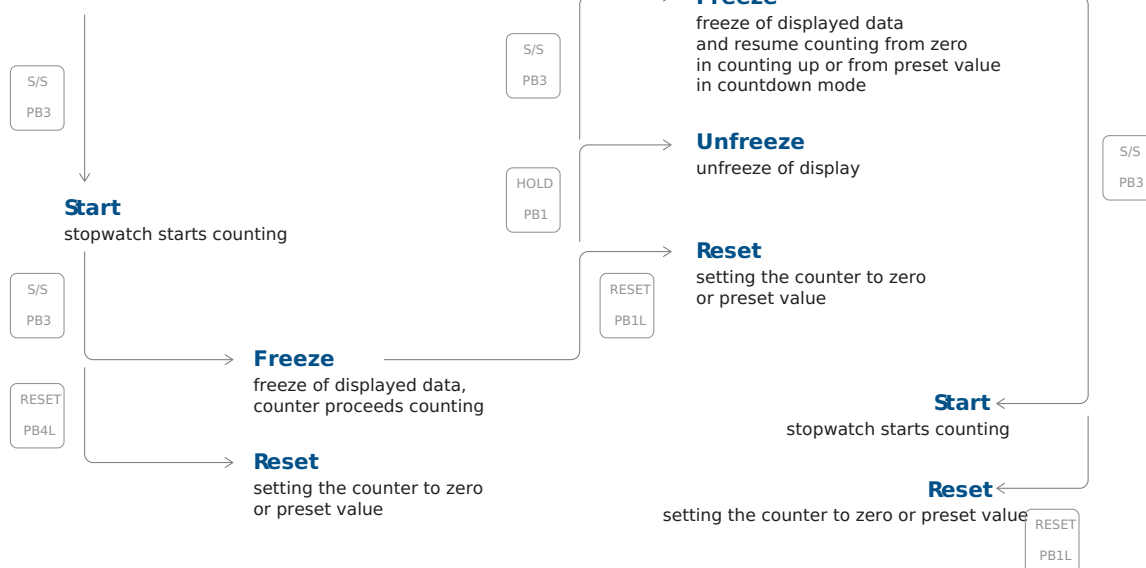 Freeze
freeze of displayed data
and resume counting from zero
in counting up or from preset value
in countdown mode
S/S
PB3
S/S
PB3
Unfreeze
unfreeze of display
S/S
PB3
HOLD
PB1
Start
stopwatch starts counting
Reset
setting the counter to zero
or preset value
S/S
PB3
RESET
PB1L
Freeze
freeze of displayed data,
counter proceeds counting
RESET
PB4L
Start
stopwatch starts counting
Reset
setting the counter to zero
or preset value
Reset
setting the counter to zero or preset value
RESET
PB1L